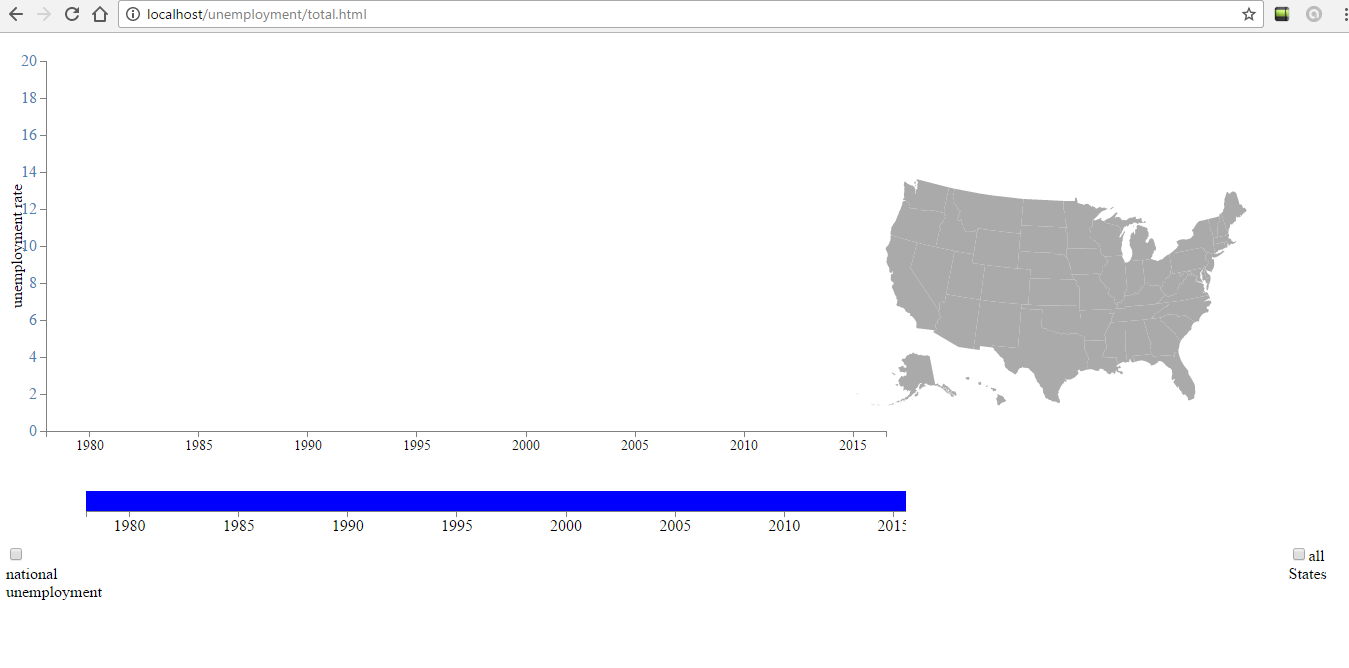 localhost/unemployment/total.html
20
18
16
14
12
10
8
6
4
2
0
unemployment rate
1980 1985 1990 1995 2000 2005 2010 2015
1980 1985 1990 1995 2000 2005 2010 2015
national
unemployment
all
States